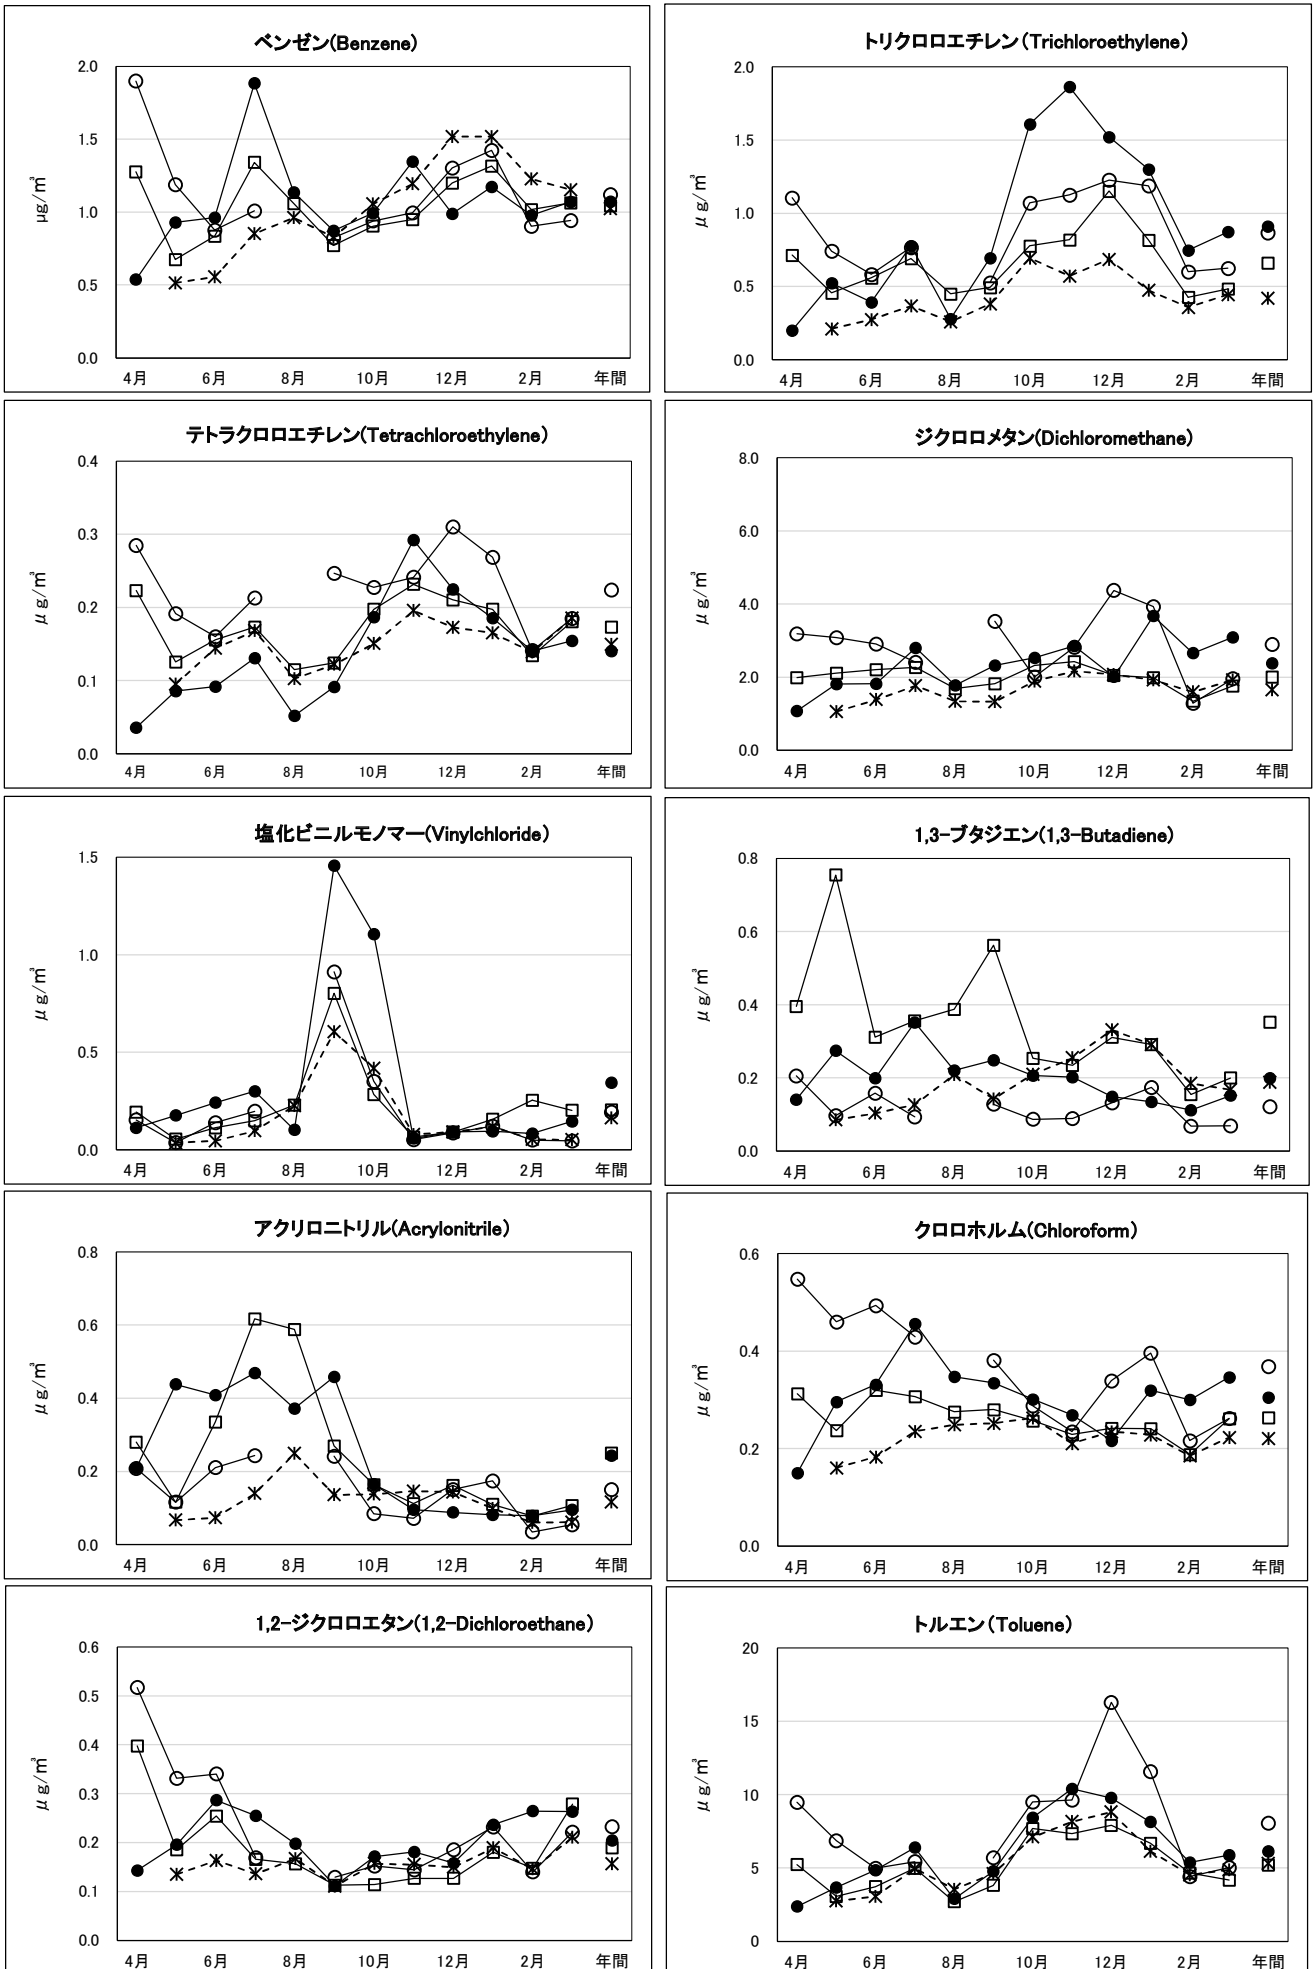 ベンゼン(Benzene)
2.0
1.5
1.0
0.5
0.0
μg/㎥
4月 6月 8月 10月 12月 2月 年間
トリクロロエチレン(Trichloroethylene)
2.0
1.5
1.0
0.5
0.0
μg/㎥
4月 6月 8月 10月 12月 2月 年間
テトラクロロエチレン(Tetrachloroethylene)
0.4
0.3
0.2
0.1
0.0
μg/㎥
4月 6月 8月 10月 12月 2月 年間
ジクロロメタン(Dichloromethane)
8.0
6.0
4.0
2.0
0.0
μg/㎥
4月 6月 8月 10月 12月 2月 年間
塩化ビニルモノマー(Vinylchloride)
1.5
1.0
0.5
0.0
μg/㎥
4月 6月 8月 10月 12月 2月 年間
1,3-ブタジエン(1,3-Butadiene)
0.8
0.6
0.4
0.2
0.0
μg/㎥
4月 6月 8月 10月 12月 2月 年間
アクリロニトリル(Acrylonitrile)
0.8
0.6
0.4
0.2
0.0
μg/㎥
4月 6月 8月 10月 12月 2月 年間
クロロホルム(Chloroform)
0.6
0.4
0.2
0.0
μg/㎥
4月 6月 8月 10月 12月 2月 年間
1,2-ジクロロエタン(1,2-Dichloroethane)
0.6
0.5
0.4
0.3
0.2
0.1
0.0
μg/㎥
4月 6月 8月 10月 12月 2月 年間
トルエン(Toluene)
20
15
10
5
0
μg/㎥
4月 6月 8月 10月 12月 2月 年間